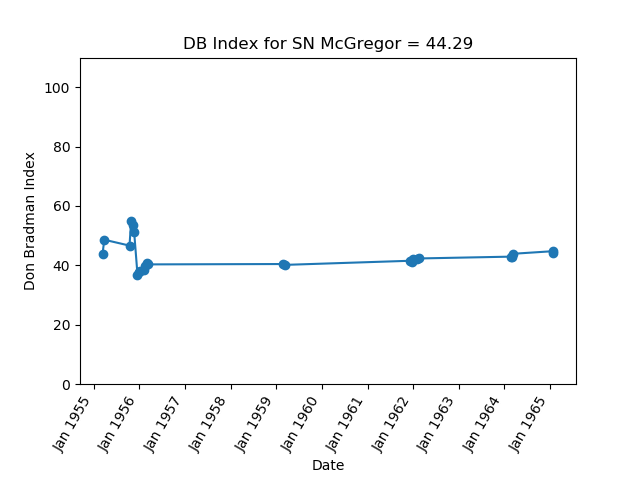 DB Index for SN McGregor = 44.29
Don Bradman Index
100
80
60
40
20
0
Jan 1955
Jan 1956
Jan 1957
Jan 1958
Jan 1959
Jan 1960
Jan 1961
Jan 1962
Jan 1963
Jan 1964
Jan 1965
Date